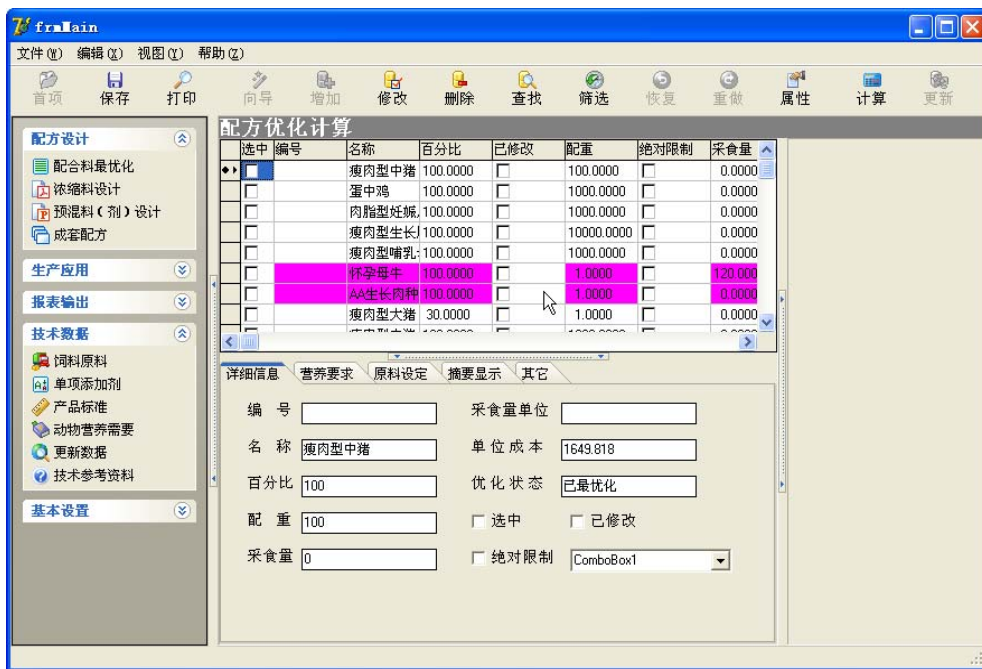 frmMain
文件(W) 编辑(X) 视图(Y) 帮助(Z)
首项 保存 打印 向导 增加 修改 删除 查找 筛选 恢复 重做 属性 计算 更新
配方设计
配合料最优化
浓缩料设计
预混料(剂)设计
成套配方
生产应用
报表输出
技术数据
饲料原料
单项添加剂
产品标准
动物营养需要
更新数据
技术参考资料
基本设置
配方优化计算
选中 编号 名称 百分比 已修改 配重 绝对限制 采食量
瘦肉型中猪 100.0000 100.0000 0.0000
蛋中鸡 100.0000 1000.0000 0.0000
肉脂型妊娠 100.0000 1000.0000 0.0000
瘦肉型生长 100.0000 10000.0000 0.0000
瘦肉型哺乳 100.0000 1000.0000 0.0000
怀孕母牛 100.0000 1.0000 120.000
AA生长肉种 100.0000 1.0000 0.0000
瘦肉型大猪 30.0000 1.0000 0.0000
详细信息 营养要求 原料设定 摘要显示 其它
编 号 采食量单位
名 称 瘦肉型中猪 单位成本 1649.818
百分比 100 优化状态 已最优化
配 重 100 选中 已修改
采食量 0 绝对限制 ComboBox1